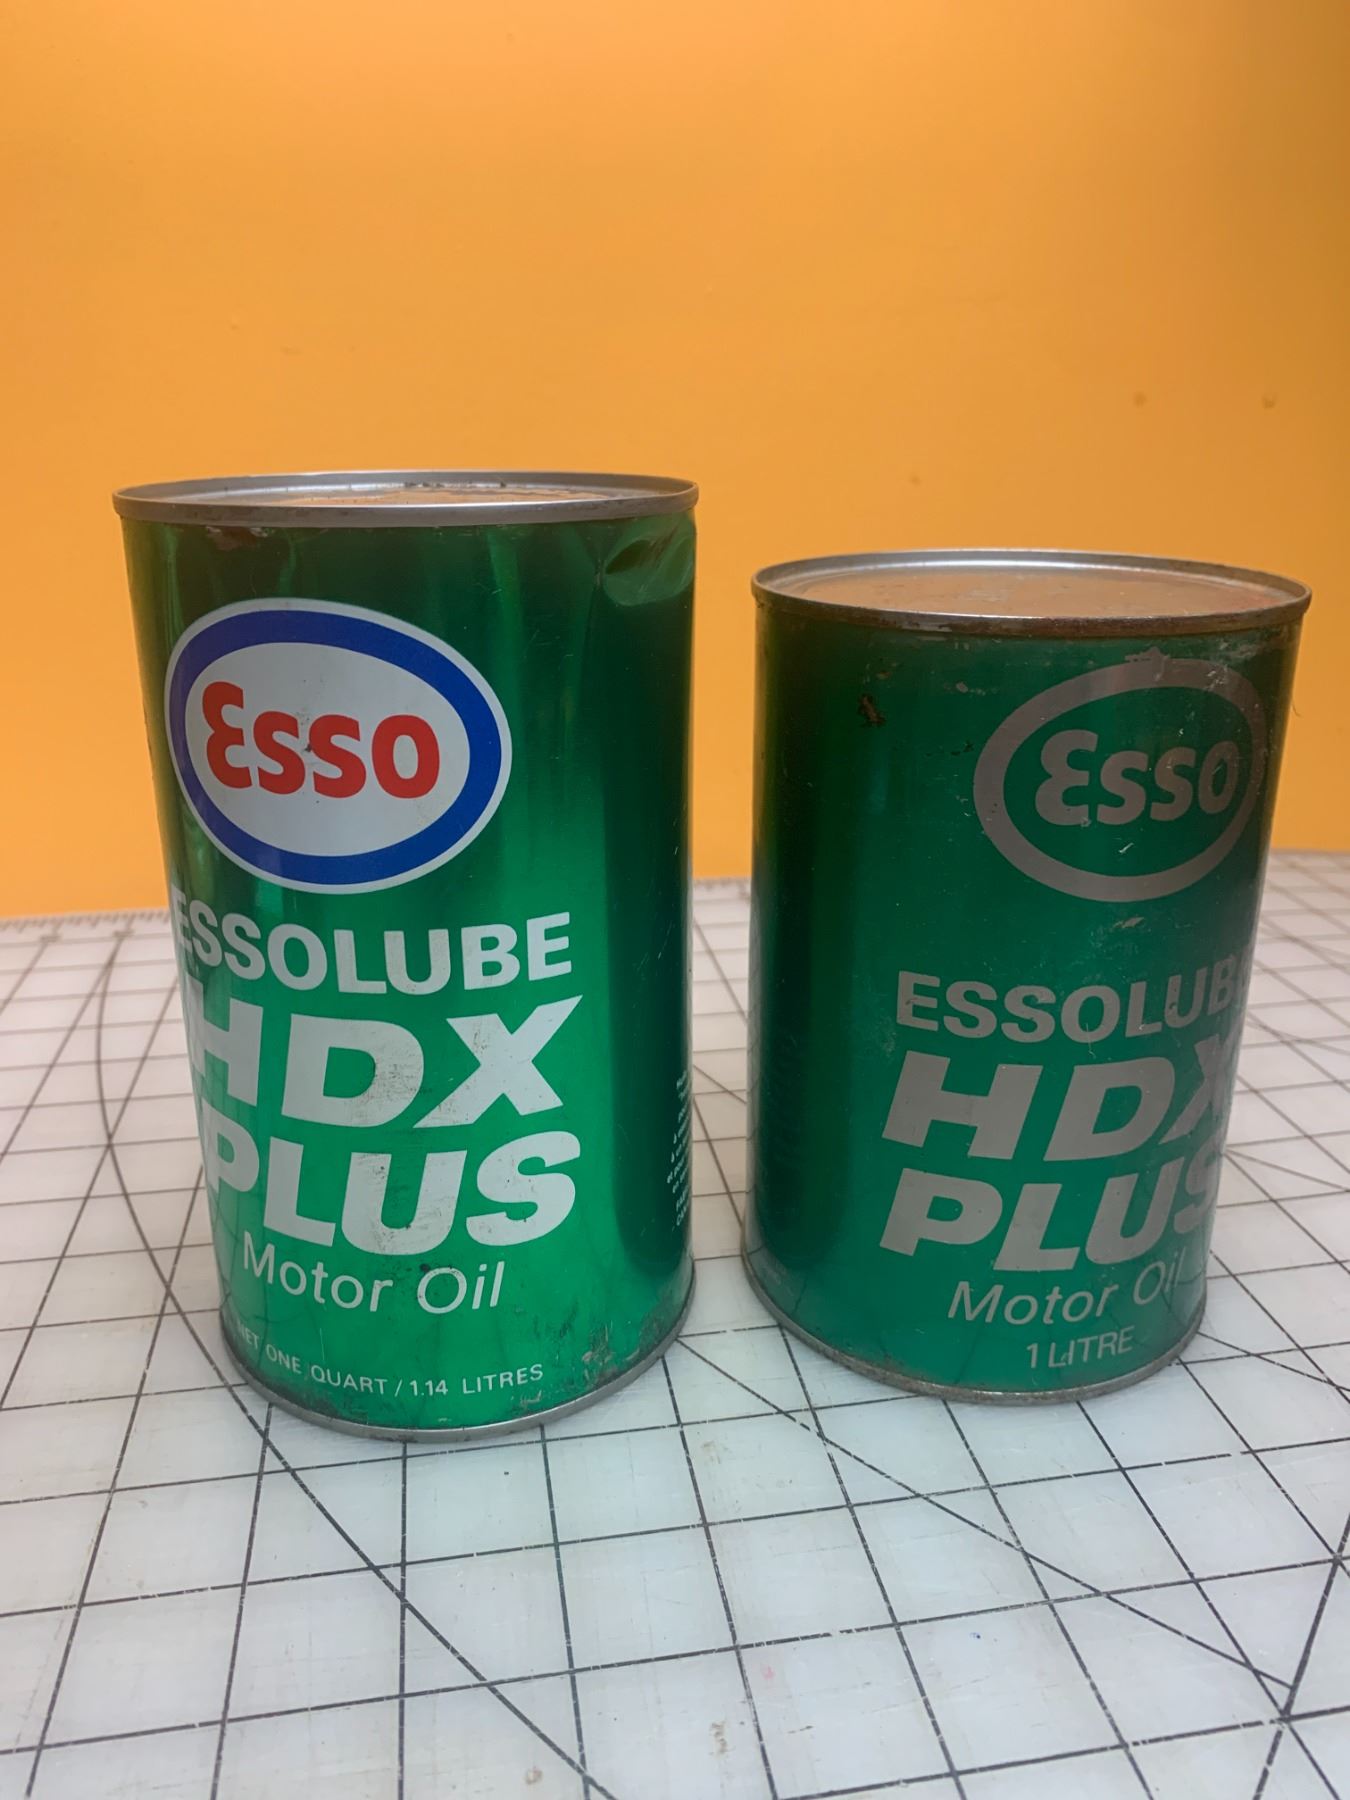 Esso
ESSOLUBE
HDX
PLUS
Motor Oil
NET ONE QUART / 1.14 LITRES
Esso
ESSOLUBE
HDX
PLUS
Motor Oil
1 LITRE